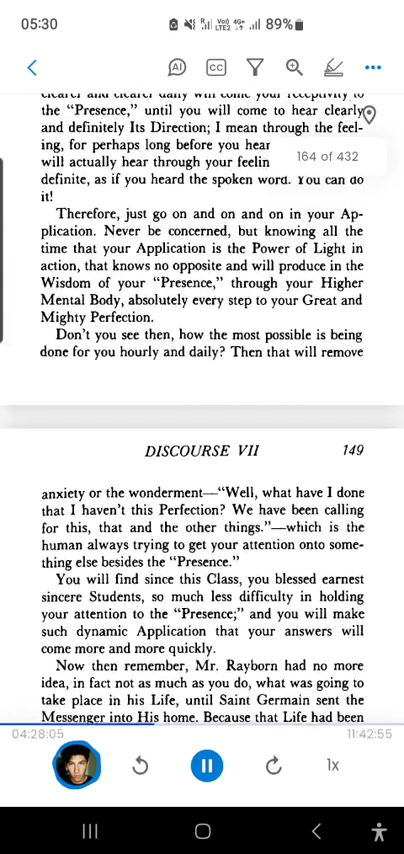 05:30
89%
AI CC
clearer and clearer daily will come your receptivity to
the “Presence,” until you will come to hear clearly
and definitely Its Direction; I mean through the feel-
ing, for perhaps long before you hear
will actually hear through your feelin
164 of 432
definite, as if you heard the spoken word. You can do
it!
Therefore, just go on and on and on in your Ap-
plication. Never be concerned, but knowing all the
time that your Application is the Power of Light in
action, that knows no opposite and will produce in the
Wisdom of your “Presence,” through your Higher
Mental Body, absolutely every step to your Great and
Mighty Perfection.
Don’t you see then, how the most possible is being
done for you hourly and daily? Then that will remove
DISCOURSE VII 149
anxiety or the wonderment—“Well, what have I done
that I haven’t this Perfection? We have been calling
for this, that and the other things.”—which is the
human always trying to get your attention onto some-
thing else besides the “Presence.”
You will find since this Class, you blessed earnest
sincere Students, so much less difficulty in holding
your attention to the “Presence;” and you will make
such dynamic Application that your answers will
come more and more quickly.
Now then remember, Mr. Rayborn had no more
idea, in fact not as much as you do, what was going to
take place in his Life, until Saint Germain sent the
Messenger into His home. Because that Life had been
04:28:05 11:42:55
1x